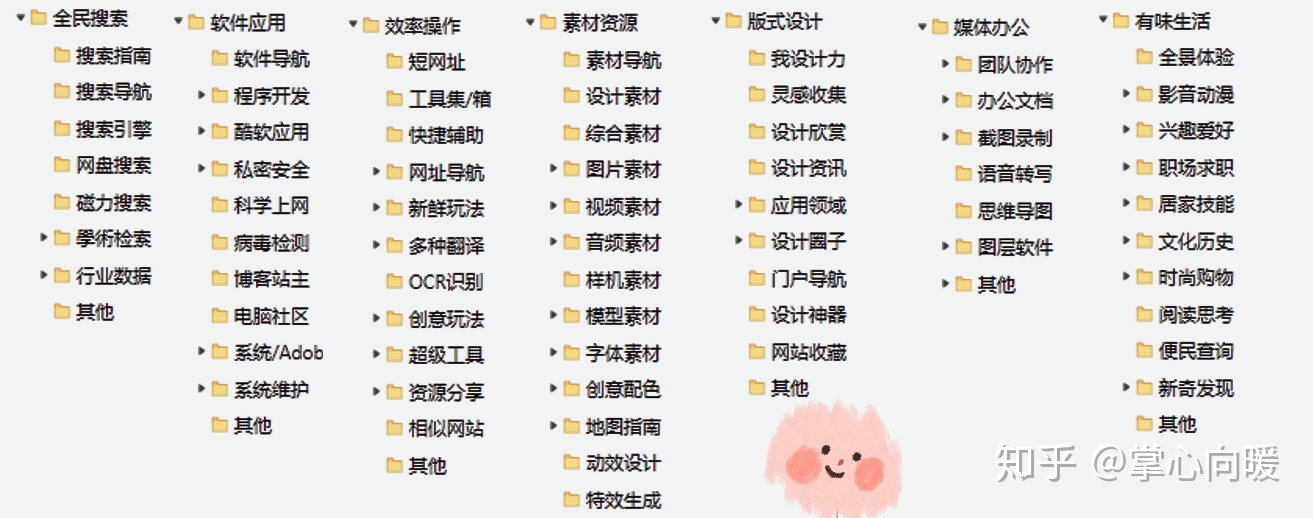 全民搜索
搜索指南
搜索导航
搜索引擎
网盘搜索
磁力搜索
學術检索
行业数据
其他
软件应用
软件导航
程序开发
酷软应用
私密安全
科学上网
病毒检测
博客站主
电脑社区
系统/Adob
系统维护
其他
效率操作
短网址
工具集/箱
快捷辅助
网址导航
新鲜玩法
多种翻译
OCR识别
创意玩法
超级工具
资源分享
相似网站
其他
素材资源
素材导航
设计素材
综合素材
图片素材
视频素材
音频素材
样机素材
模型素材
字体素材
创意配色
地图指南
动效设计
特效生成
版式设计
我设计力
灵感收集
设计欣赏
设计资讯
应用领域
设计圈子
门户导航
设计神器
网站收藏
其他
媒体办公
团队协作
办公文档
截图录制
语音转写
思维导图
图层软件
其他
有味生活
全景体验
影音动漫
兴趣爱好
职场求职
居家技能
文化历史
时尚购物
阅读思考
便民查询
新奇发现
其他
知乎 @掌心向暖